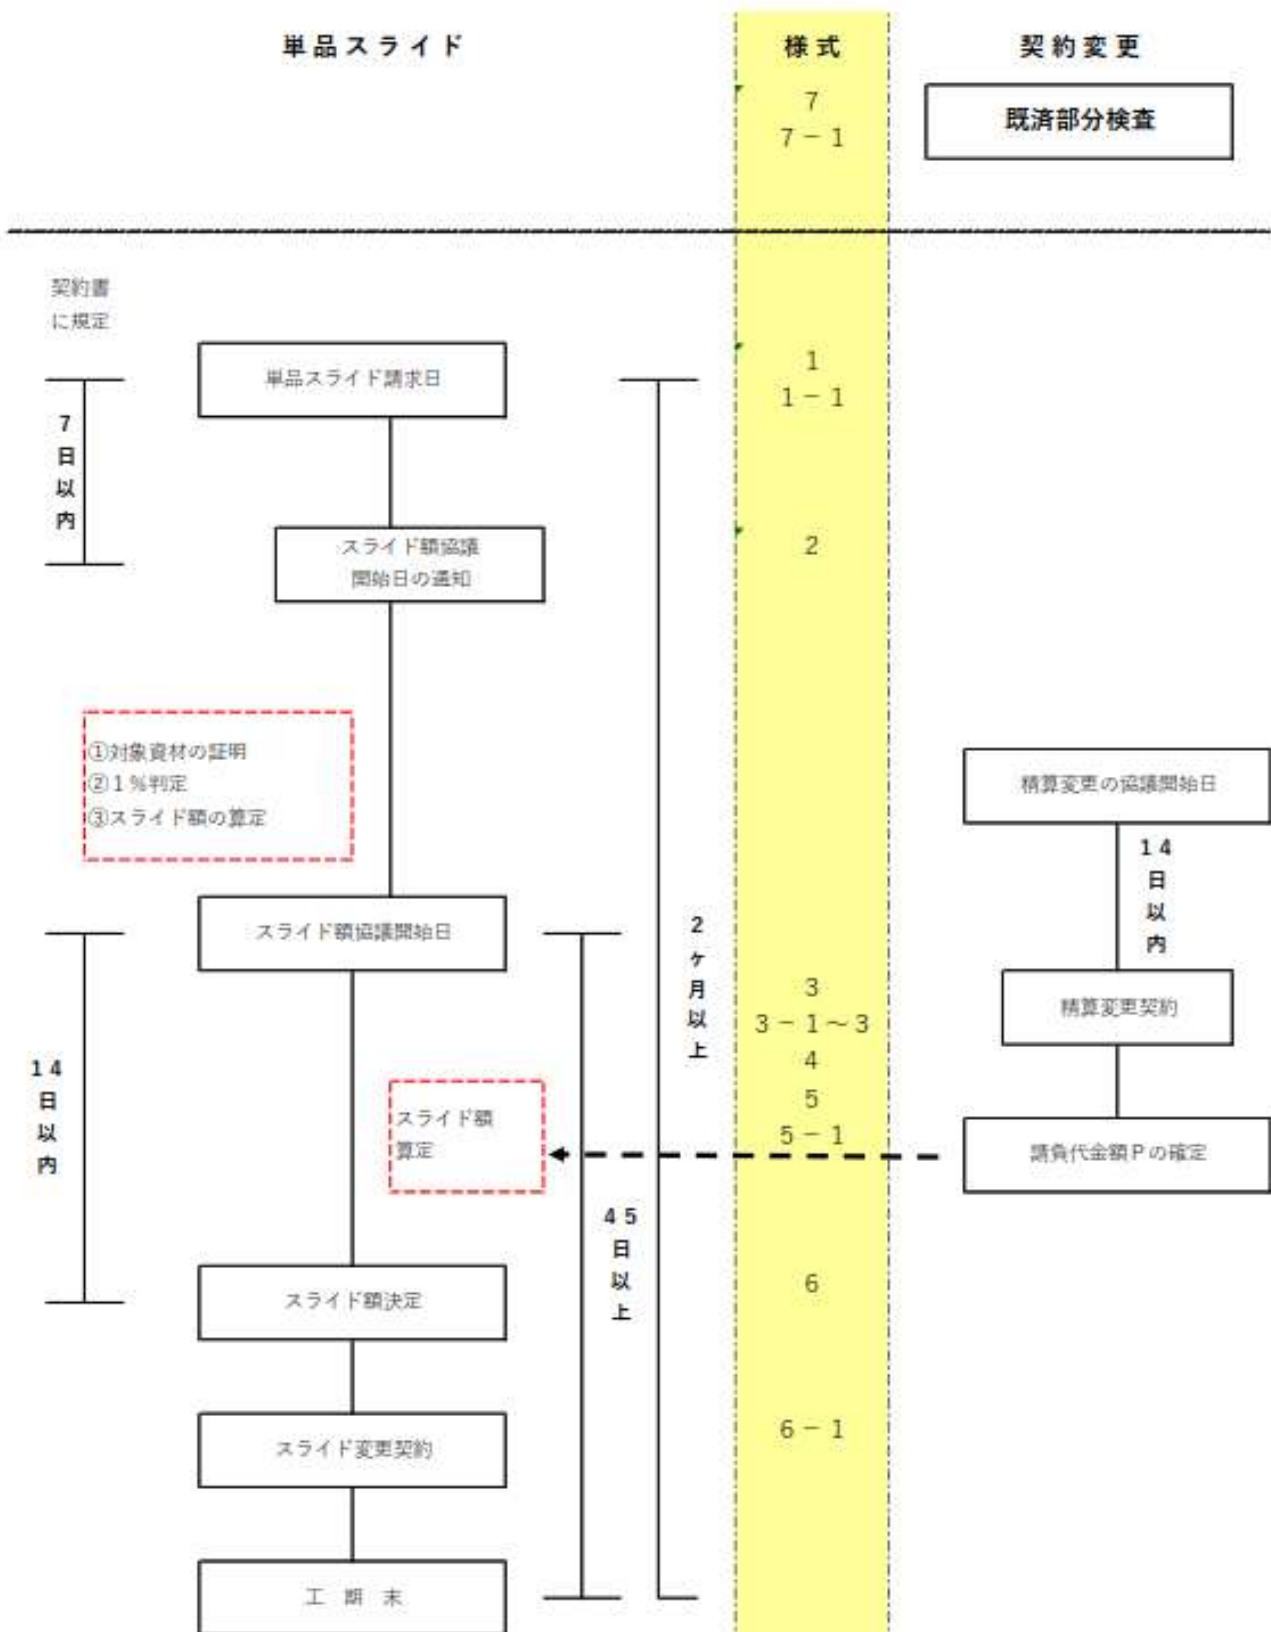 単品スライド
様式
契約変更
7
7－1
既済部分検査
契約書
に規定
単品スライド請求日
1
1－1
7日以内
スライド額協議
開始日の通知
2
①対象資材の証明
②1％判定
③スライド額の算定
精算変更の協議開始日
14日以内
スライド額協議開始日
2ヶ月以上
3
3－1～3
4
5
5－1
精算変更契約
14日以内
スライド額
算定
請負代金額Pの確定
45日以上
スライド額決定
6
スライド変更契約
6－1
工期末